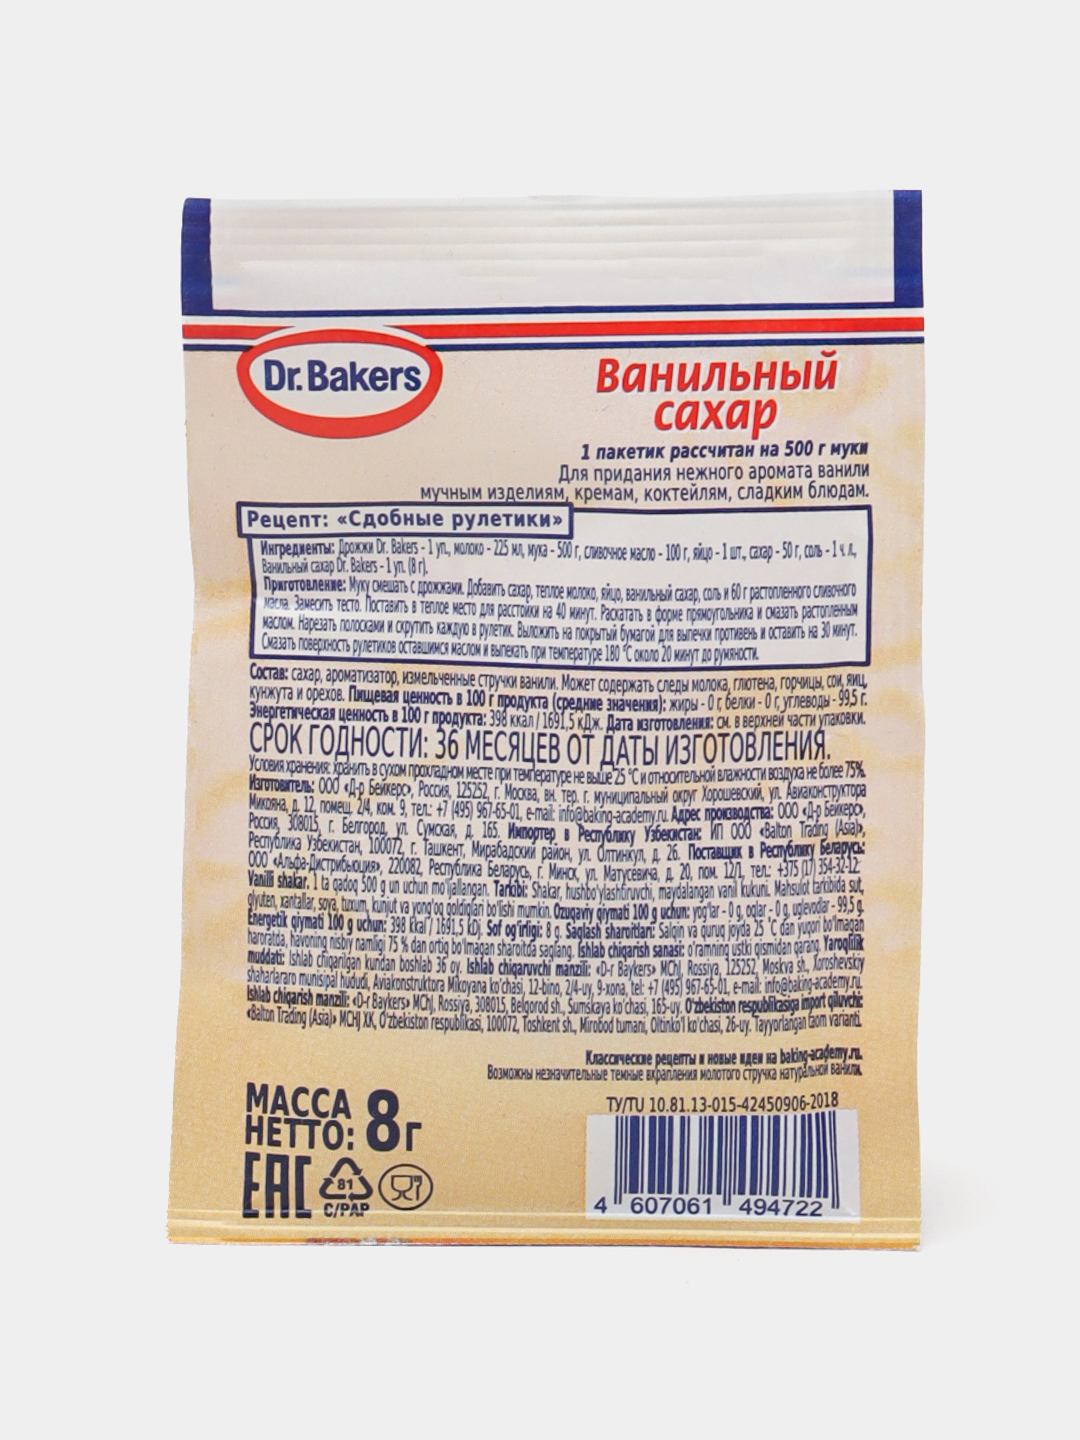 Dr. Bakers
Ванильный
сахар
1 пакетик рассчитан на 500 г муки
Для придания нежного аромата ванили
мучным изделиям, кремам, коктейлям, сладким блюдам.
Рецепт: «Сдобные рулетики»
Ингредиенты: Дрожжи Dr. Bakers - 1 уп., молоко - 225 мл, мука - 500 г, сливочное масло - 100 г, яйцо - 1 шт., сахар - 50 г, соль - 1 ч. л.,
Ванильный сахар Dr. Bakers - 1 уп. (8 г).
Приготовление: Муку смешать с дрожжами. Добавить сахар, теплое молоко, яйцо, ванильный сахар, соль и 60 г растопленного сливочного
масла. Замесить тесто. Поставить в теплое место для расстойки на 40 минут. Раскатать в форме прямоугольника и смазать растопленным
маслом. Нарезать полосками и скрутить каждую в рулетик. Выложить на покрытый бумагой для выпечки противень и оставить на 30 минут.
Смазать поверхность рулетиков оставшимся маслом и выпекать при температуре 180 °С около 20 минут до румяности.
Состав: сахар, ароматизатор, измельченные стручки ванили. Может содержать следы молока, глютена, горчицы, сои, яиц,
кунжута и орехов. Пищевая ценность в 100 г продукта (средние значения): жиры - 0 г, белки - 0 г, углеводы - 99,5 г.
Энергетическая ценность в 100 г продукта: 398 ккал / 1691,5 кДж. Дата изготовления: см. в верхней части упаковки.
СРОК ГОДНОСТИ: 36 МЕСЯЦЕВ ОТ ДАТЫ ИЗГОТОВЛЕНИЯ.
Условия хранения: хранить в сухом прохладном месте при температуре не выше 25 °С и относительной влажности воздуха не более 75%.
Изготовитель: ООО «Д-р Бейкерс», Россия, 125252, г. Москва, вн. тер. г. муниципальный округ Хорошевский, ул. Авиаконструктора
Микояна, д. 12, помещ. 2/4, ком. 9, тел.: +7 (495) 967-65-01, e-mail: info@baking-academy.ru. Адрес производства: ООО «Д-р Бейкерс»,
Россия, 308015, г. Белгород, ул. Сумская, д. 165. Импортер в Республику Узбекистан: ИП ООО «Balton Trading (Asia)»,
Республика Узбекистан, 100072, г. Ташкент, Мирабадский район, ул. Олтинкул, д. 26. Поставщик в Республику Беларусь:
ООО «Альфа-Дистрибьюция», 220082, Республика Беларусь, г. Минск, ул. Матусевича, д. 20, пом. 12/1, тел.: +375 (17) 354-32-12.
Vanilli shakar. 1 ta qadoq 500 g un uchun mo'ljallangan. Tarkibi: Shakar, hushbo'ylashtiruvchi, maydalangan vanil kukuni. Mahsulot tarkibida sut,
glyuten, xantallar, soya, tuxum, kunjut va yong'oq qoldiqlari bo'lishi mumkin. Ozuqaviy qiymati 100 g uchun: yog'lar - 0 g, oqlar - 0 g, uglevodlar - 99,5 g.
Energetik qiymati 100 g uchun: 398 kkal / 1691,5 kDj. Sof og'irligi: 8 g. Saqlash sharoitlari: Salqin va quruq joyda 25 °C dan yuqori bo'lmagan
haroratda, havoning nisbiy namligi 75 % dan ortiq bo'lmagan sharoitda saqlang. Ishlab chiqarish sanasi: o'ramning ustki qismidan qarang. Yaroqlilik
muddati: Ishlab chiqarilgan kundan boshlab 36 oy. Ishlab chiqaruvchi manzili: «D-r Baykers» MChJ, Rossiya, 125252, Moskva sh., Xoroshevskiy
shaharlararo munisipal hududi, Aviakonstruktora Mikoyana ko'chasi, 12-bino, 2/4-uy, 9-xona, tel: +7 (495) 967-65-01, e-mail: info@baking-academy.ru.
Ishlab chiqarish manzili: «D-r Baykers» MChJ, Rossiya, 308015, Belgorod sh., Sumskaya ko'chasi, 165-uy. O'zbekiston respublikasiga import qiluvchi:
«Balton Trading (Asia)» MCHJ XK, O'zbekiston respublikasi, 100072, Toshkent sh., Mirobod tumani, Oltinko'l ko'chasi, 26-uy. Tayyorlangan taom varianti.
Классические рецепты и новые идеи на baking-academy.ru.
Возможны незначительные темные вкрапления молотого стручка натуральной ванили.
МАССА
НЕТТО: 8 г
ТУ/TU 10.81.13-015-42450906-2018
EAC
81
C/PAP
4 607061 494722